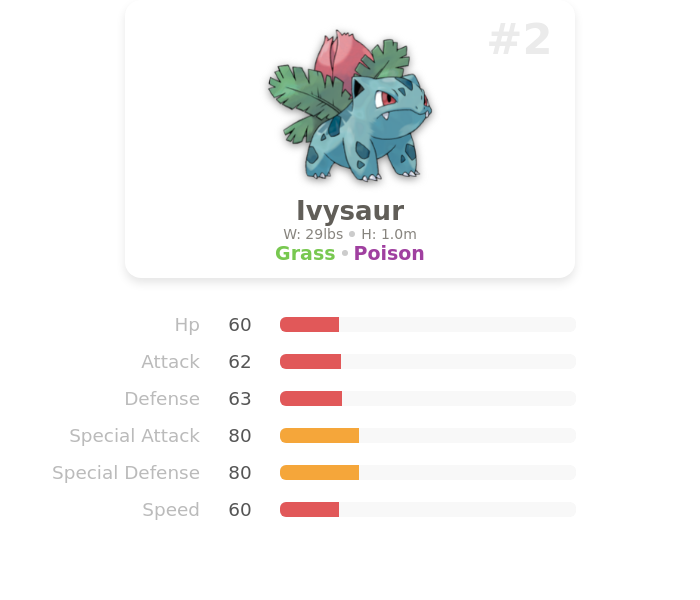 #2
Ivysaur
W: 29lbs • H: 1.0m
Grass • Poison
Hp 60
Attack 62
Defense 63
Special Attack 80
Special Defense 80
Speed 60